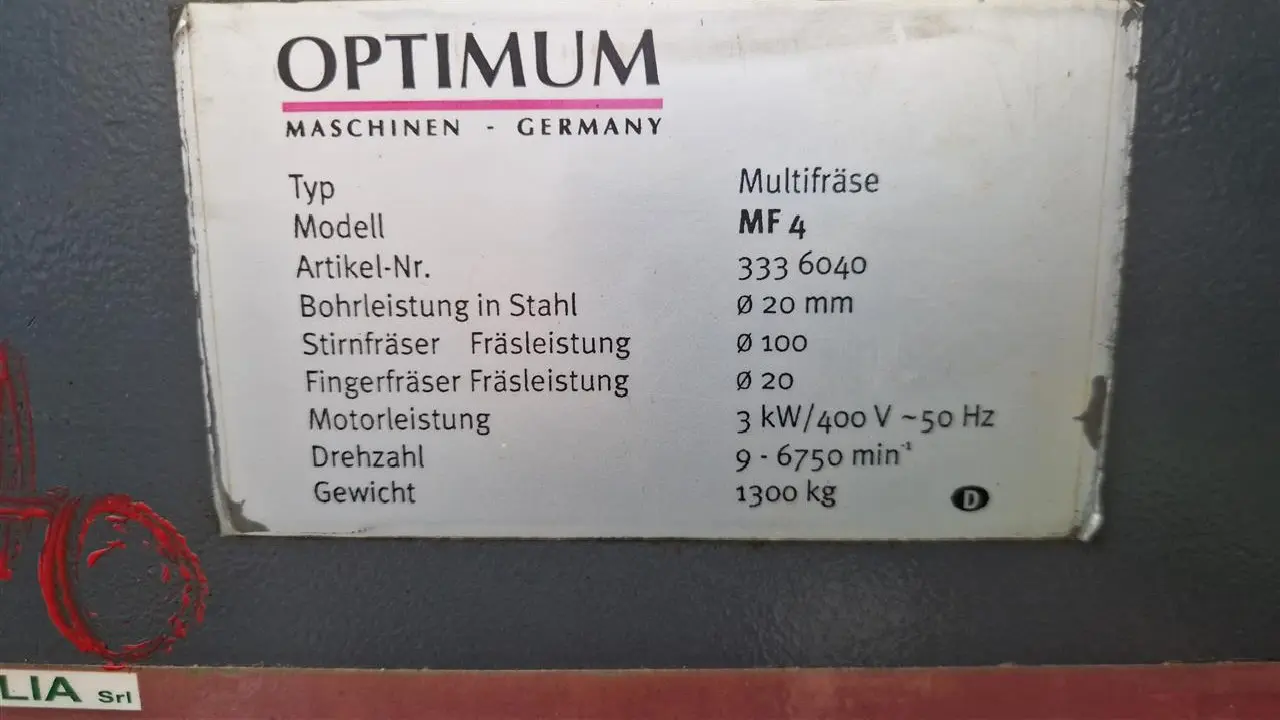 OPTIMUM
MASCHINEN - GERMANY
Typ Multifräse
Modell MF 4
Artikel-Nr. 333 6040
Bohrleistung in Stahl Ø 20 mm
Stirnfräser Fräsleistung Ø 100
Fingerfräser Fräsleistung Ø 20
Motorleistung 3 kW/400 V ~50 Hz
Drehzahl 9 - 6750 min⁻¹
Gewicht 1300 kg
D
LIA Srl